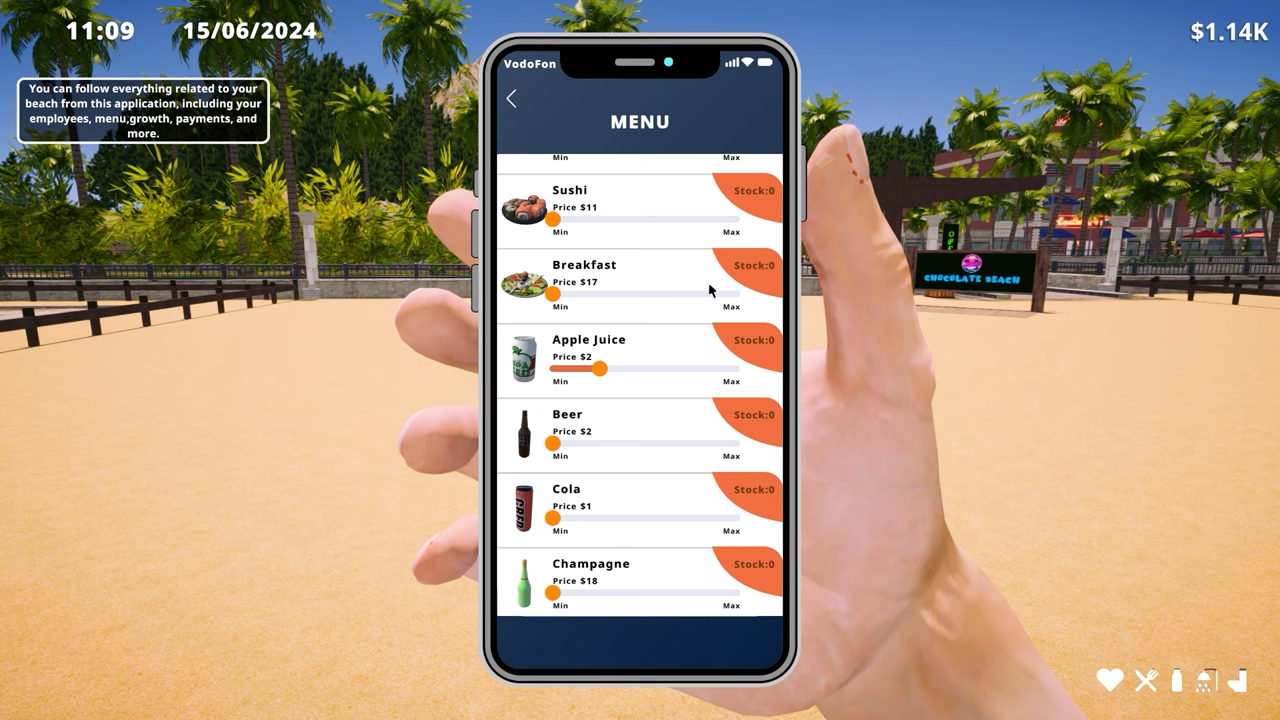 11:09
15/06/2024
$1.14K
You can follow everything related to your
beach from this application, including your
employees, menu,growth, payments, and
more.
VodoFon
MENU
Min
Max
Sushi
Stock:0
Price $11
Min
Max
Breakfast
Stock:0
Price $17
Min
Max
Apple Juice
Stock:0
Price $2
Min
Max
Beer
Stock:0
Price $2
Min
Max
Cola
Stock:0
Price $1
Min
Max
Champagne
Stock:0
Price $18
Min
Max
CHOCOLATE BEACH